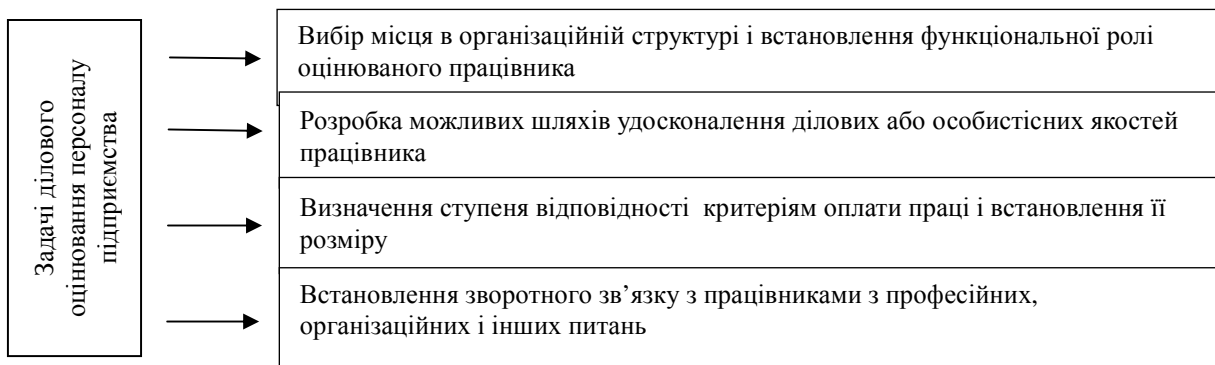 Задачі ділового
оцінювання персоналу
підприємства
Вибір місця в організаційній структурі і встановлення функціональної ролі
оцінюваного працівника
Розробка можливих шляхів удосконалення ділових або особистісних якостей
працівника
Визначення ступеня відповідності критеріям оплати праці і встановлення її
розміру
Встановлення зворотного зв’язку з працівниками з професійних,
організаційних і інших питань